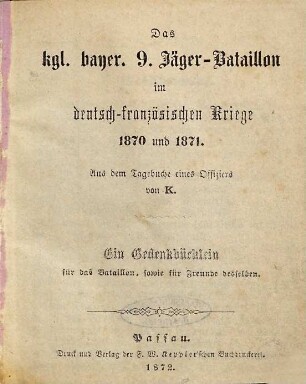 Das
kgl. bayer. 9. Jäger-Bataillon
im
deutsch-französischen Kriege
1870 und 1871.
Aus dem Tagebuche eines Offiziers
von K.
Ein Gedenkbüchlein
für das Bataillon, sowie für Freunde desselben.
Passau.
Druck und Verlag der F. W. Keppler'schen Buchdruckerei.
1872.